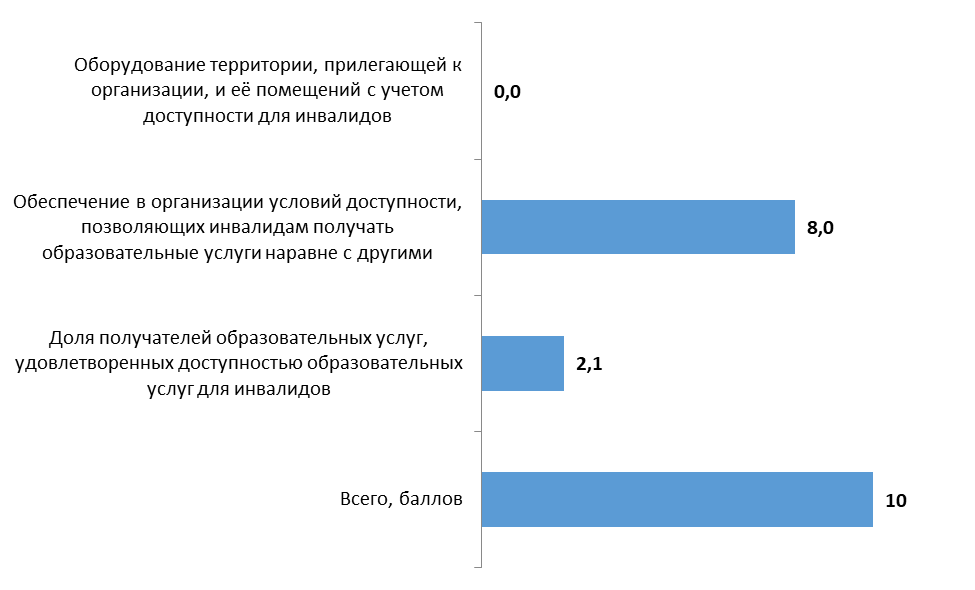 Оборудование территории, прилегающей к
организации, и её помещений с учетом
доступности для инвалидов
0,0
Обеспечение в организации условий доступности,
позволяющих инвалидам получать
образовательные услуги наравне с другими
8,0
Доля получателей образовательных услуг,
удовлетворенных доступностью образовательных
услуг для инвалидов
2,1
Всего, баллов
10